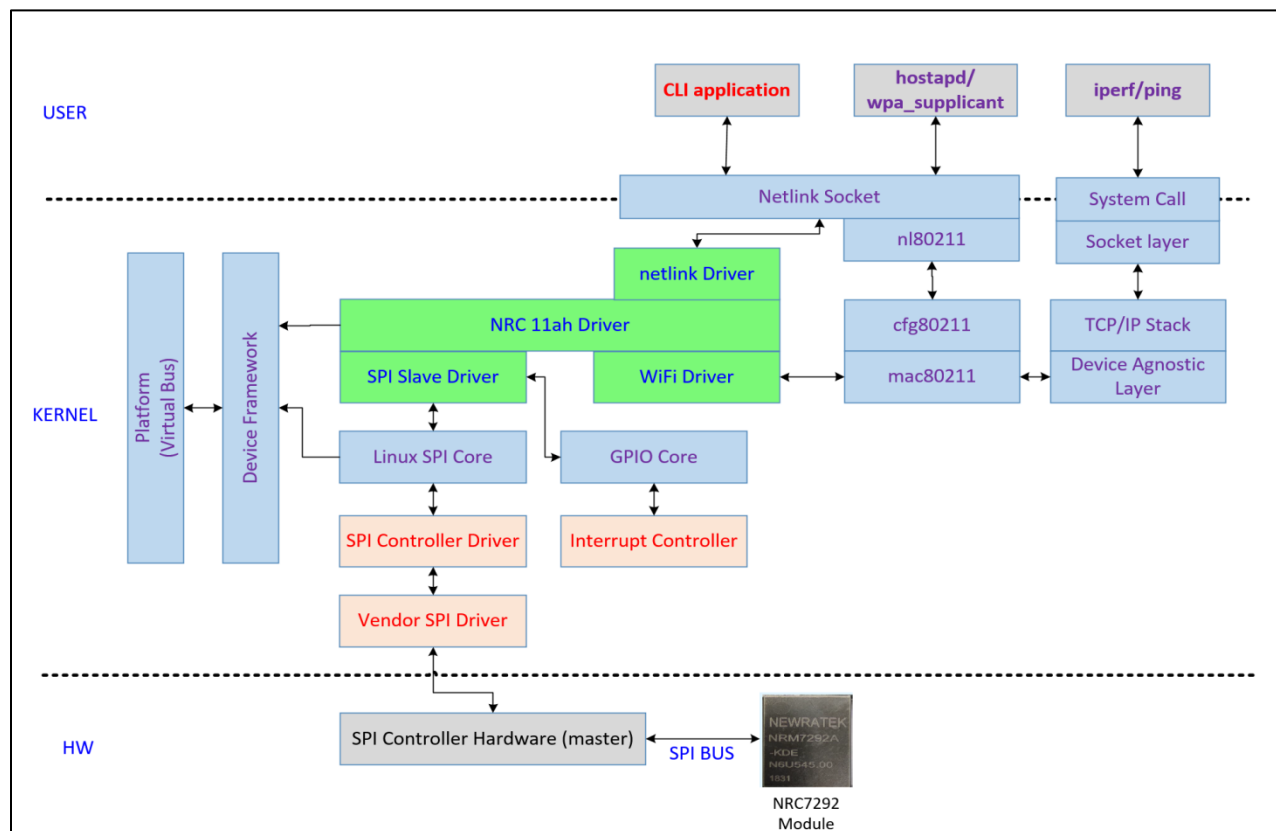 USER
CLI application
hostapd/
wpa_supplicant
iperf/ping
Netlink Socket
System Call
nl80211
Socket layer
netlink Driver
KERNEL
Platform
(Virtual Bus)
Device Framework
NRC 11ah Driver
cfg80211
TCP/IP Stack
SPI Slave Driver
WiFi Driver
mac80211
Device Agnostic
Layer
Linux SPI Core
GPIO Core
SPI Controller Driver
Interrupt Controller
Vendor SPI Driver
HW
SPI Controller Hardware (master)
SPI BUS
NEWRATEK
NRM7292A
-KDE
N6U545.00
1831
NRC7292
Module